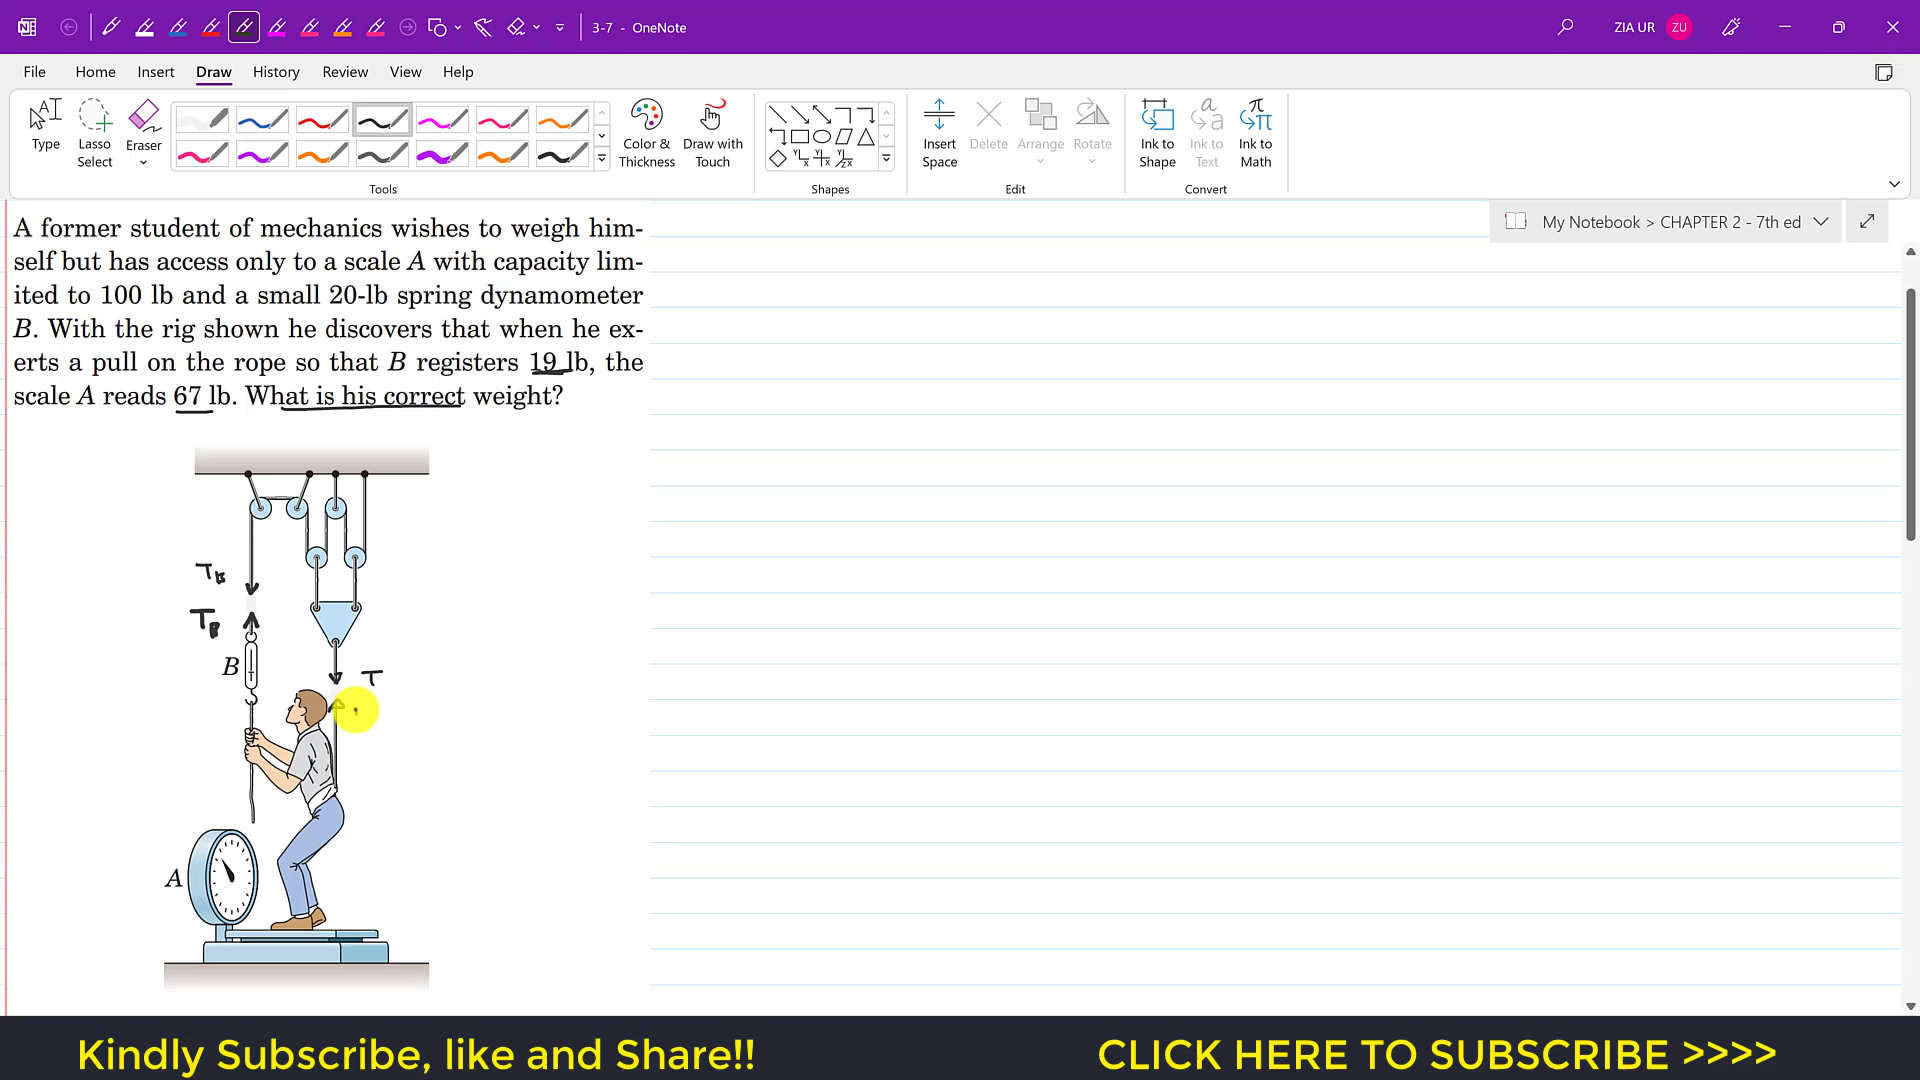 3-7 - OneNote
ZIA UR
ZU
File
Home
Insert
Draw
History
Review
View
Help
Type
Lasso
Select
Eraser
Color &
Thickness
Draw with
Touch
Insert
Space
Delete
Arrange
Rotate
Ink to
Shape
Ink to
Text
Ink to
Math
Tools
Shapes
Edit
Convert
My Notebook > CHAPTER 2 - 7th ed
A former student of mechanics wishes to weigh him-
self but has access only to a scale A with capacity lim-
ited to 100 lb and a small 20-lb spring dynamometer
B. With the rig shown he discovers that when he ex-
erts a pull on the rope so that B registers 19 lb, the
scale A reads 67 lb. What is his correct weight?
T_B
T_B
B
T
A
Kindly Subscribe, like and Share!!
CLICK HERE TO SUBSCRIBE >>>>